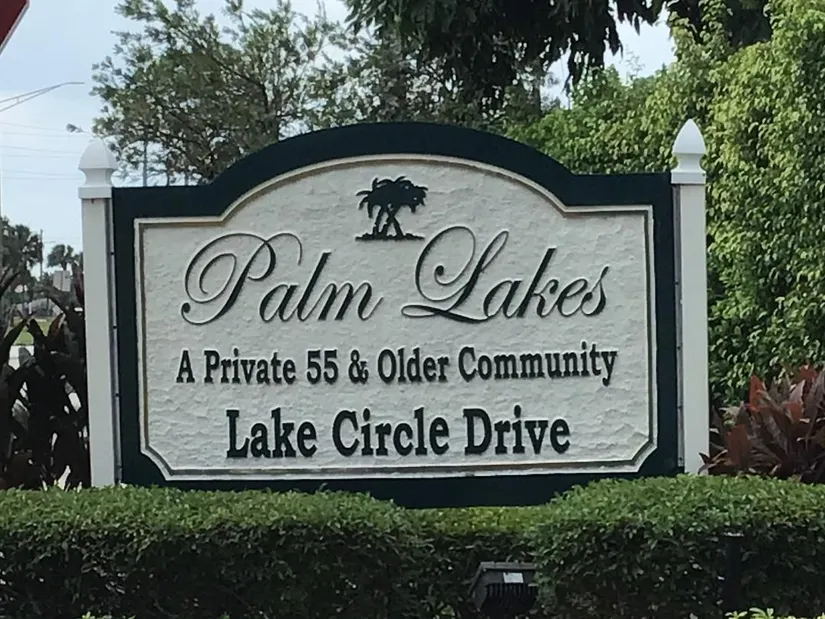 Palm Lakes
A Private 55 & Older Community
Lake Circle Drive